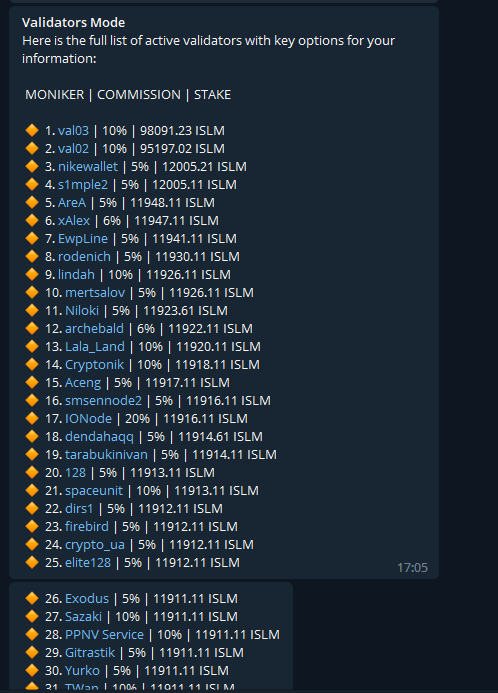 Validators Mode
Here is the full list of active validators with key options for your
information:
MONIKER | COMMISSION | STAKE
1. val03 | 10% | 98091.23 ISLM
2. val02 | 10% | 95197.02 ISLM
3. nikewallet | 5% | 12005.21 ISLM
4. s1mple2 | 5% | 12005.11 ISLM
5. AreA | 5% | 11948.11 ISLM
6. xAlex | 6% | 11947.11 ISLM
7. EwpLine | 5% | 11941.11 ISLM
8. rodenich | 5% | 11930.11 ISLM
9. lindah | 10% | 11926.11 ISLM
10. mertsalov | 5% | 11926.11 ISLM
11. Niloki | 5% | 11923.61 ISLM
12. archebald | 6% | 11922.11 ISLM
13. Lala_Land | 10% | 11920.11 ISLM
14. Cryptonik | 10% | 11918.11 ISLM
15. Aceng | 5% | 11917.11 ISLM
16. smsennode2 | 5% | 11916.11 ISLM
17. IONode | 20% | 11916.11 ISLM
18. dendahaqq | 5% | 11914.61 ISLM
19. tarabukinivan | 5% | 11914.11 ISLM
20. 128 | 5% | 11913.11 ISLM
21. spaceunit | 10% | 11913.11 ISLM
22. dirs1 | 5% | 11912.11 ISLM
23. firebird | 5% | 11912.11 ISLM
24. crypto_ua | 5% | 11912.11 ISLM
25. elite128 | 5% | 11912.11 ISLM
17:05
26. Exodus | 5% | 11911.11 ISLM
27. Sazaki | 10% | 11911.11 ISLM
28. PPNV Service | 10% | 11911.11 ISLM
29. Gitrastik | 5% | 11911.11 ISLM
30. Yurko | 5% | 11911.11 ISLM
31. TWan | 10% | 11911.11 ISLM